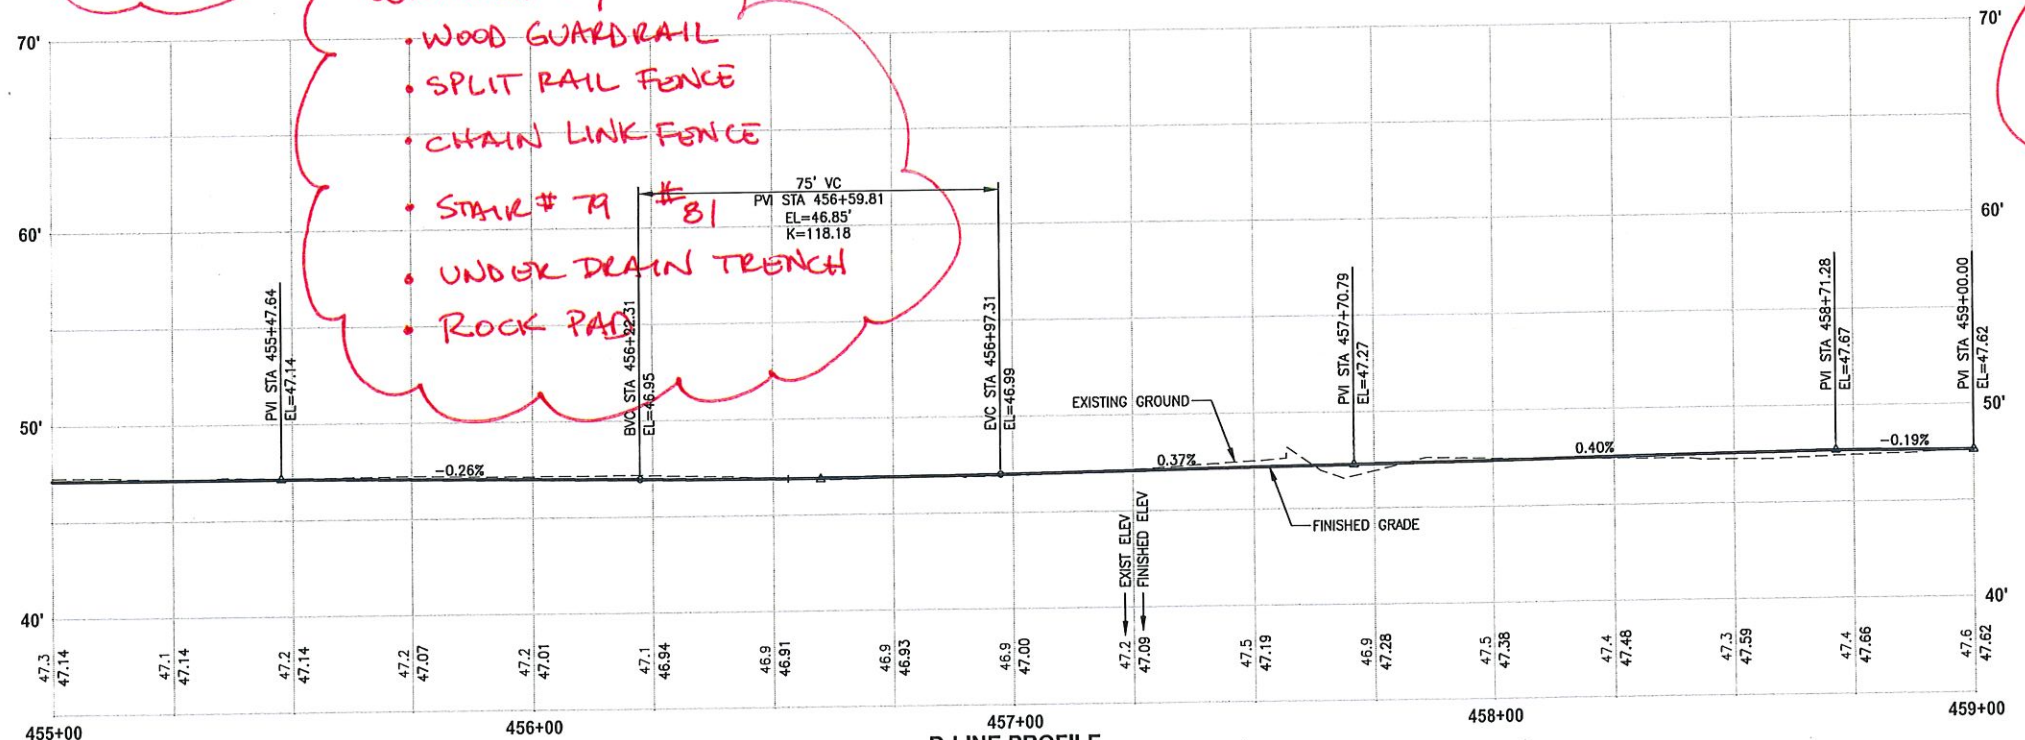 • WOOD GUARDRAIL
• SPLIT RAIL FENCE
• CHAIN LINK FENCE
• STAIR # 79 # 81
• UNDER DRAIN TRENCH
• ROCK PAD
70'
60'
50'
40'
70'
60'
50'
40'
75' VC
PVI STA 456+59.81
EL=46.85'
K=118.18
PVI STA 455+47.64
EL=47.14
BVC STA 456+22.31
EL=46.95
EVC STA 456+97.31
EL=46.99
PVI STA 457+70.79
EL=47.27
PVI STA 458+71.28
EL=47.67
PVI STA 459+00.00
EL=47.62
EXISTING GROUND
-0.26%
0.37%
0.40%
-0.19%
FINISHED GRADE
EXIST ELEV
FINISHED ELEV
47.3
47.14
47.1
47.14
47.2
47.14
47.2
47.07
47.2
47.01
47.1
46.94
46.9
46.91
46.9
46.93
46.9
47.00
47.2
47.09
47.5
47.19
46.9
47.28
47.5
47.38
47.4
47.48
47.3
47.59
47.4
47.66
47.6
47.62
455+00
456+00
457+00
458+00
459+00